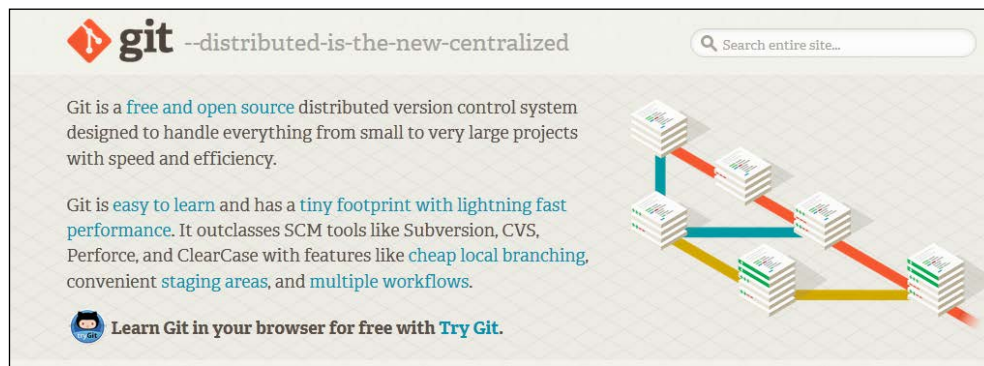 git --distributed-is-the-new-centralized
Search entire site...
Git is a free and open source distributed version control system
designed to handle everything from small to very large projects
with speed and efficiency.
Git is easy to learn and has a tiny footprint with lightning fast
performance. It outclasses SCM tools like Subversion, CVS,
Perforce, and ClearCase with features like cheap local branching,
convenient staging areas, and multiple workflows.
try Git
Learn Git in your browser for free with Try Git.